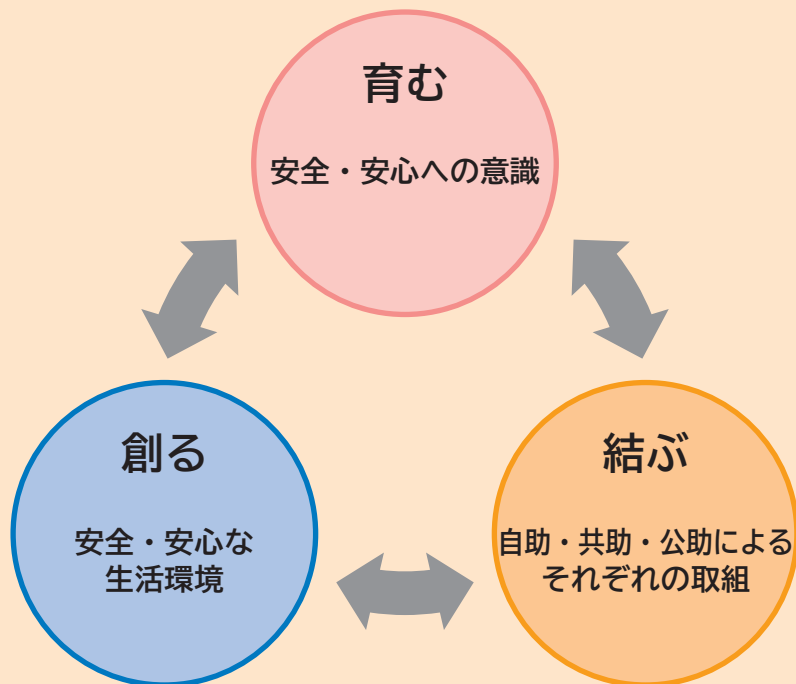 育む
安全・安心への意識
創る
安全・安心な
生活環境
結ぶ
自助・共助・公助による
それぞれの取組